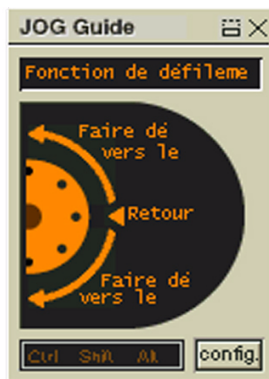 JOG Guide
Fonction de défileme
Faire dé
vers le
Retour
Faire dé
vers le
Ctrl Shift Alt
config.